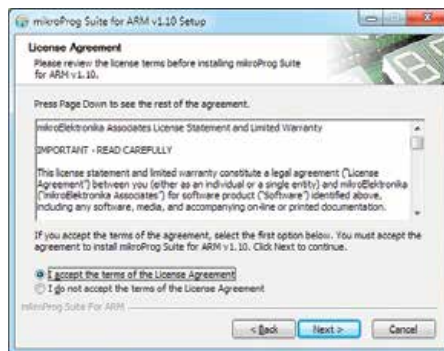 mikroProg Suite for ARM v1.10 Setup
License Agreement
Please review the license terms before installing mikroProg Suite
for ARM v1.10.
Press Page Down to see the rest of the agreement.
mikroElektronika Associates License Statement and Limited Warranty
IMPORTANT - READ CAREFULLY
This license statement and limited warranty constitute a legal agreement ("License
Agreement") between you (either as an individual or a single entity) and mikroElektronika
("mikroElektronika Associates") for software product ("Software") identified above,
including any software, media, and accompanying on-line or printed documentation.
If you accept the terms of the agreement, select the first option below. You must accept the
agreement to install mikroProg Suite for ARM v1.10. Click Next to continue.
I accept the terms of the License Agreement
I do not accept the terms of the License Agreement
mikroProg Suite For ARM
< Back
Next >
Cancel